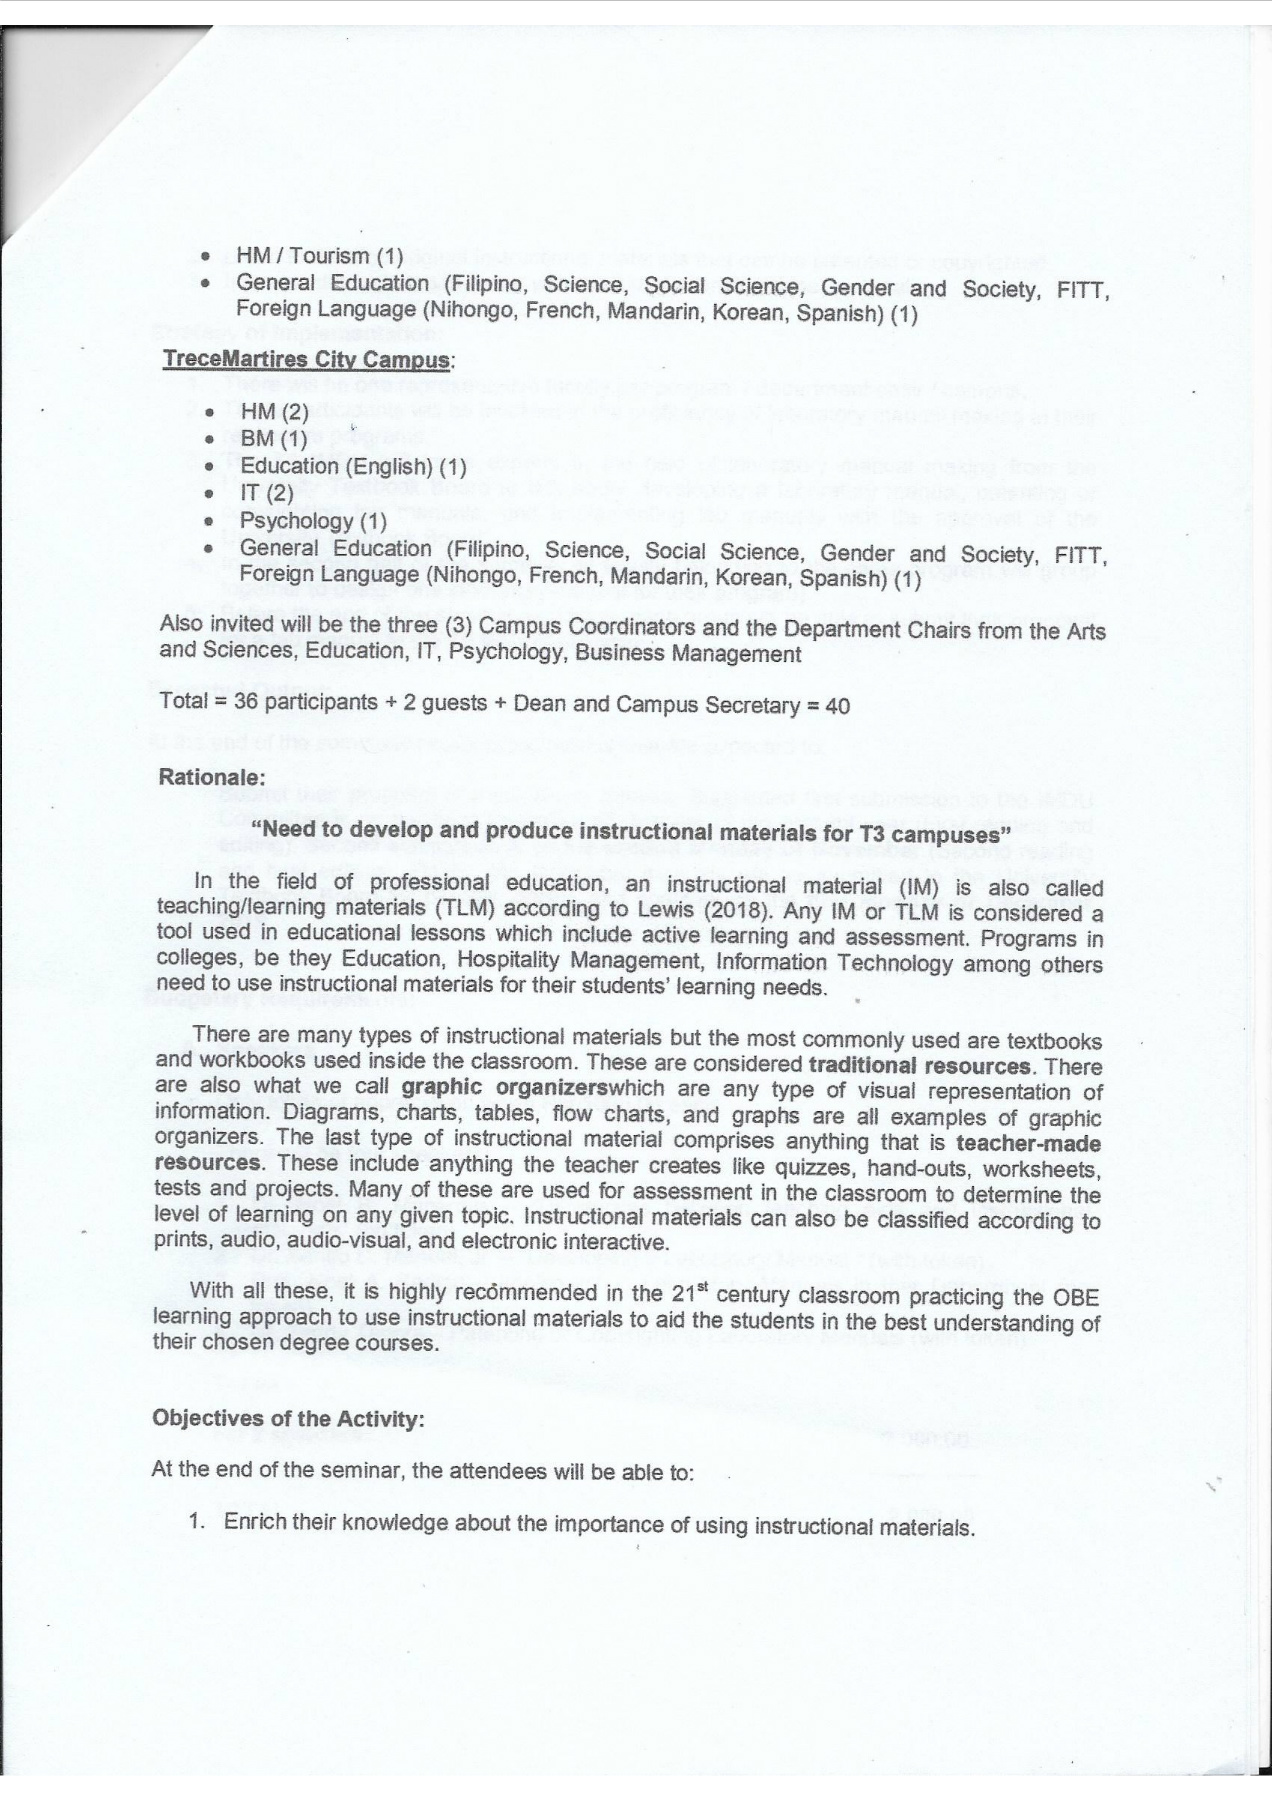 • HM / Tourism (1)
• General Education (Filipino, Science, Social Science, Gender and Society, FITT,
Foreign Language (Nihongo, French, Mandarin, Korean, Spanish) (1)
TreceMartires City Campus:
• HM (2)
• BM (1)
• Education (English) (1)
• IT (2)
• Psychology (1)
• General Education (Filipino, Science, Social Science, Gender and Society, FITT,
Foreign Language (Nihongo, French, Mandarin, Korean, Spanish) (1)
Also invited will be the three (3) Campus Coordinators and the Department Chairs from the Arts
and Sciences, Education, IT, Psychology, Business Management
Total = 36 participants + 2 guests + Dean and Campus Secretary = 40
Rationale:
“Need to develop and produce instructional materials for T3 campuses”
In the field of professional education, an instructional material (IM) is also called
teaching/learning materials (TLM) according to Lewis (2018). Any IM or TLM is considered a
tool used in educational lessons which include active learning and assessment. Programs in
colleges, be they Education, Hospitality Management, Information Technology among others
need to use instructional materials for their students’ learning needs.
There are many types of instructional materials but the most commonly used are textbooks
and workbooks used inside the classroom. These are considered traditional resources. There
are also what we call graphic organizerswhich are any type of visual representation of
information. Diagrams, charts, tables, flow charts, and graphs are all examples of graphic
organizers. The last type of instructional material comprises anything that is teacher-made
resources. These include anything the teacher creates like quizzes, hand-outs, worksheets,
tests and projects. Many of these are used for assessment in the classroom to determine the
level of learning on any given topic. Instructional materials can also be classified according to
prints, audio, audio-visual, and electronic interactive.
With all these, it is highly recommended in the 21st century classroom practicing the OBE
learning approach to use instructional materials to aid the students in the best understanding of
their chosen degree courses.
Objectives of the Activity:
At the end of the seminar, the attendees will be able to:
1. Enrich their knowledge about the importance of using instructional materials.